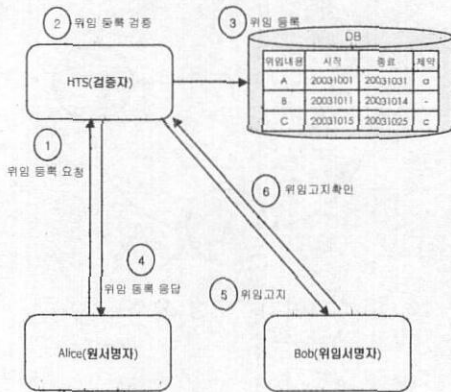 ② 위임 등록 검증
③ 위임 등록
DB
위임내용 시작 종료 제약
A 20031001 20031031 a
B 20031011 20031014 -
C 20031015 20031025 c
HTS(검증자)
①
위임 등록 요청
⑥ 위임고지확인
④
위임 등록 응답
⑤ 위임고지
Alice(원서명자)
Bob(위임서명자)